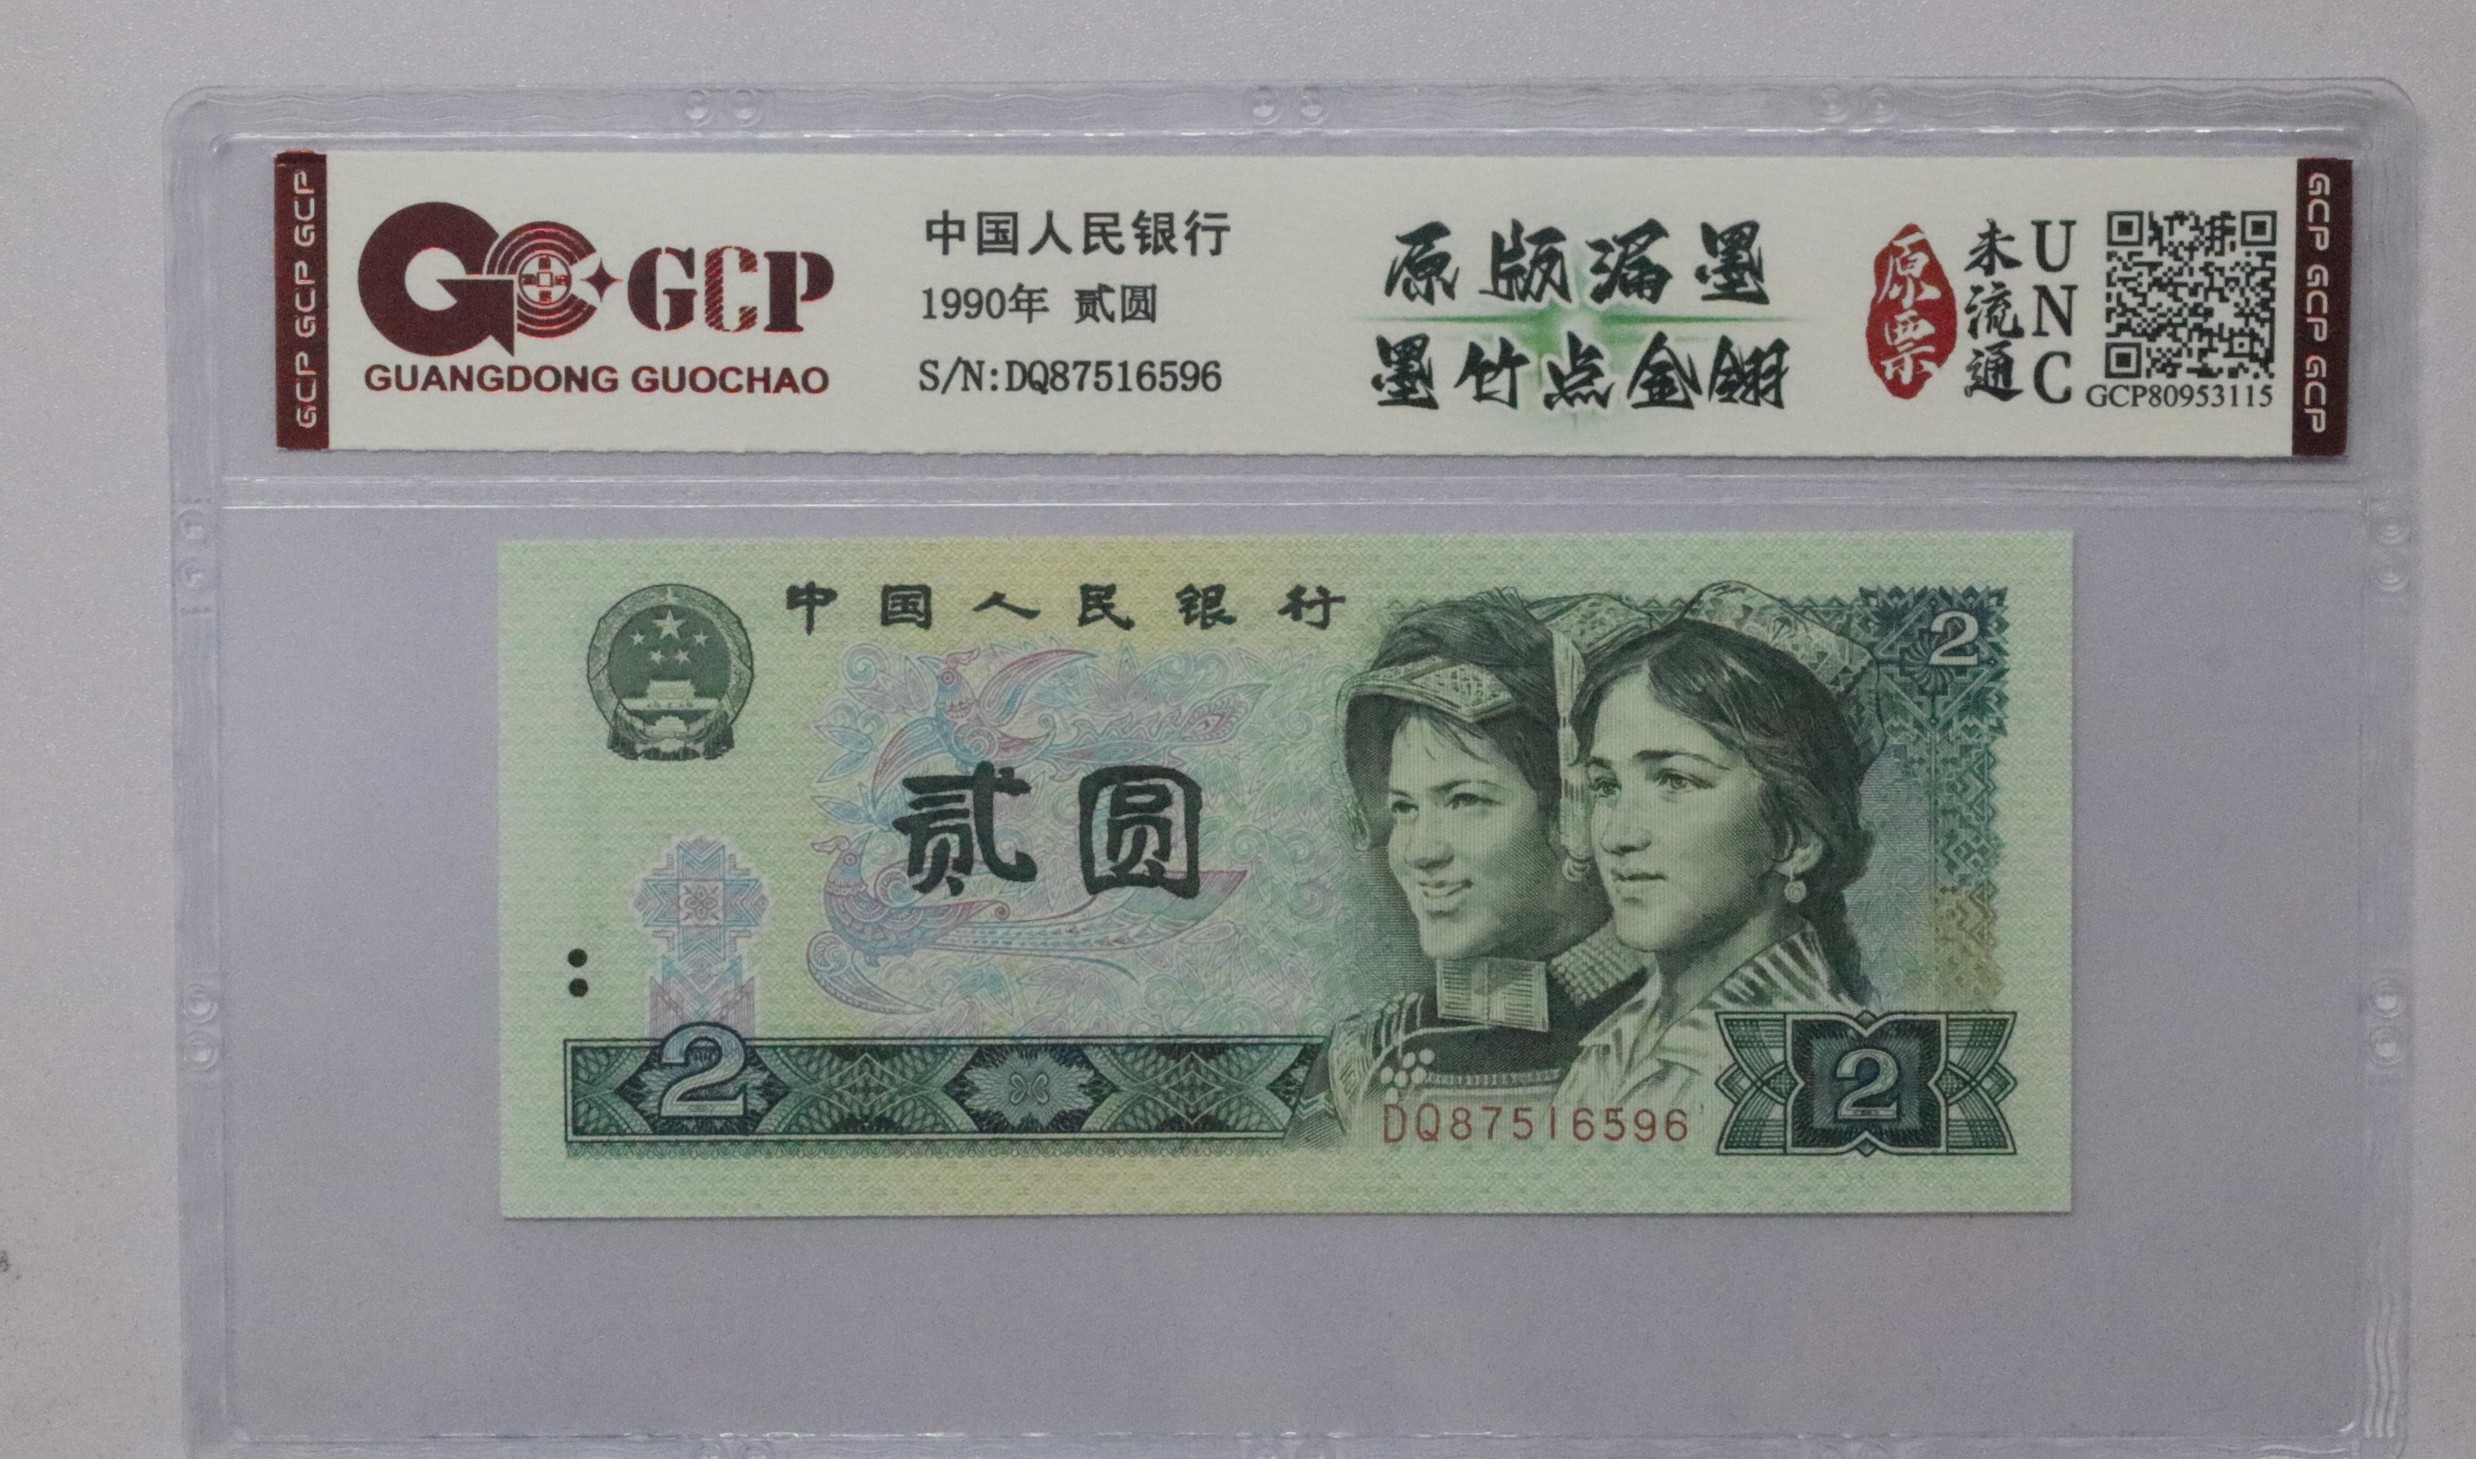 GCP GCP GCP
GCP
GUANGDONG GUOCHAO
中国人民银行
1990年 贰圆
S/N:DQ87516596
原版漏墨
墨竹点金翎
原票
未流通
UNC
GCP80953115
GCP GCP GCP
中国人民银行
2
贰圆
2
DQ87516596
2